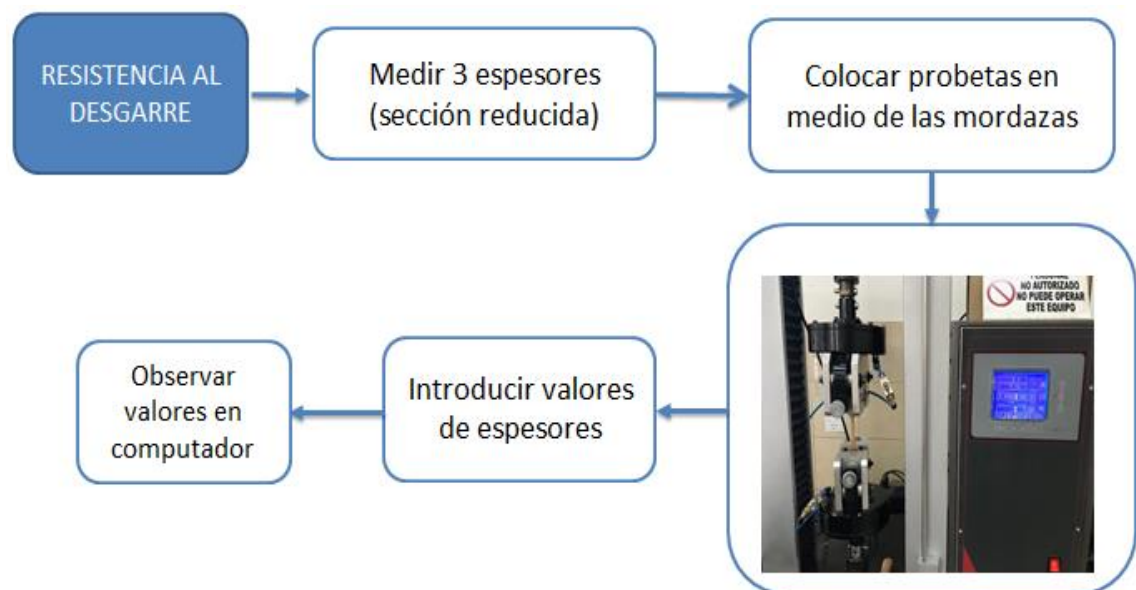 RESISTENCIA AL
DESGARRE
Medir 3 espesores
(sección reducida)
Colocar probetas en
medio de las mordazas
NO AUTORIZADO
NO PUEDE OPERAR
ESTE EQUIPO
Introducir valores
de espesores
Observar
valores en
computador